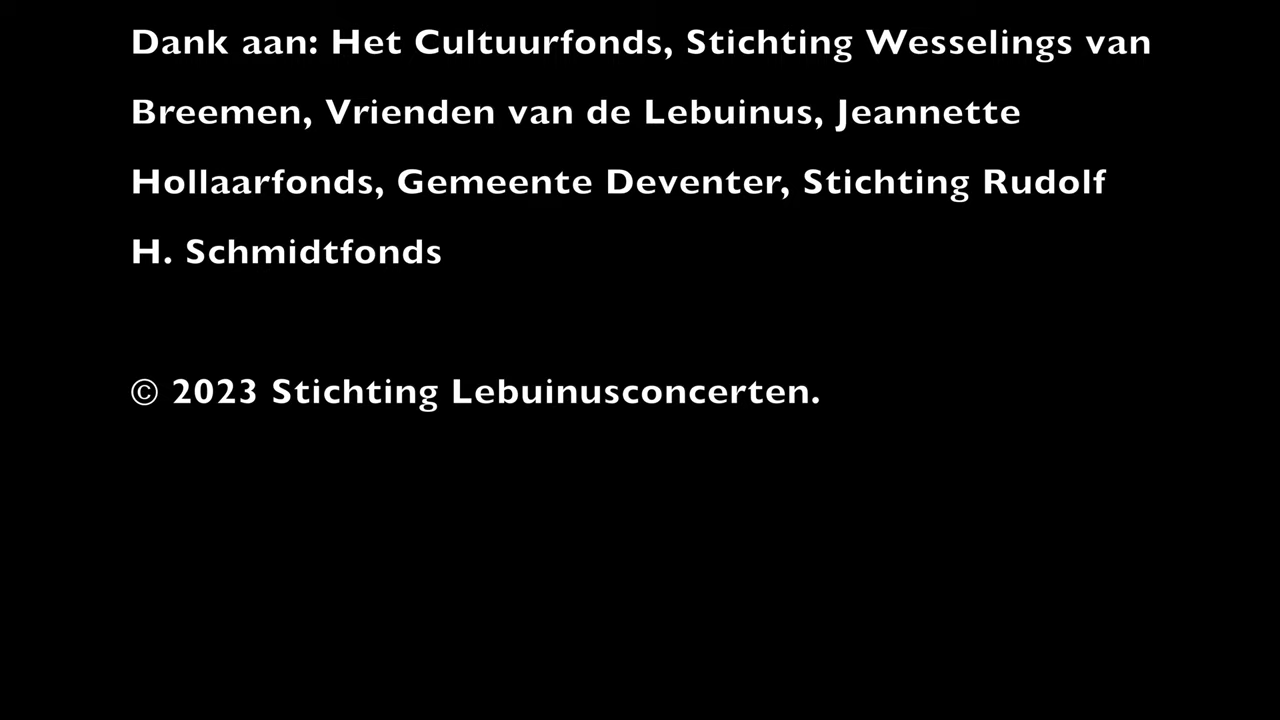 Dank aan: Het Cultuurfonds, Stichting Wesselings van
Breemen, Vrienden van de Lebuinus, Jeannette
Hollaarfonds, Gemeente Deventer, Stichting Rudolf
H. Schmidtfonds
© 2023 Stichting Lebuinusconcerten.